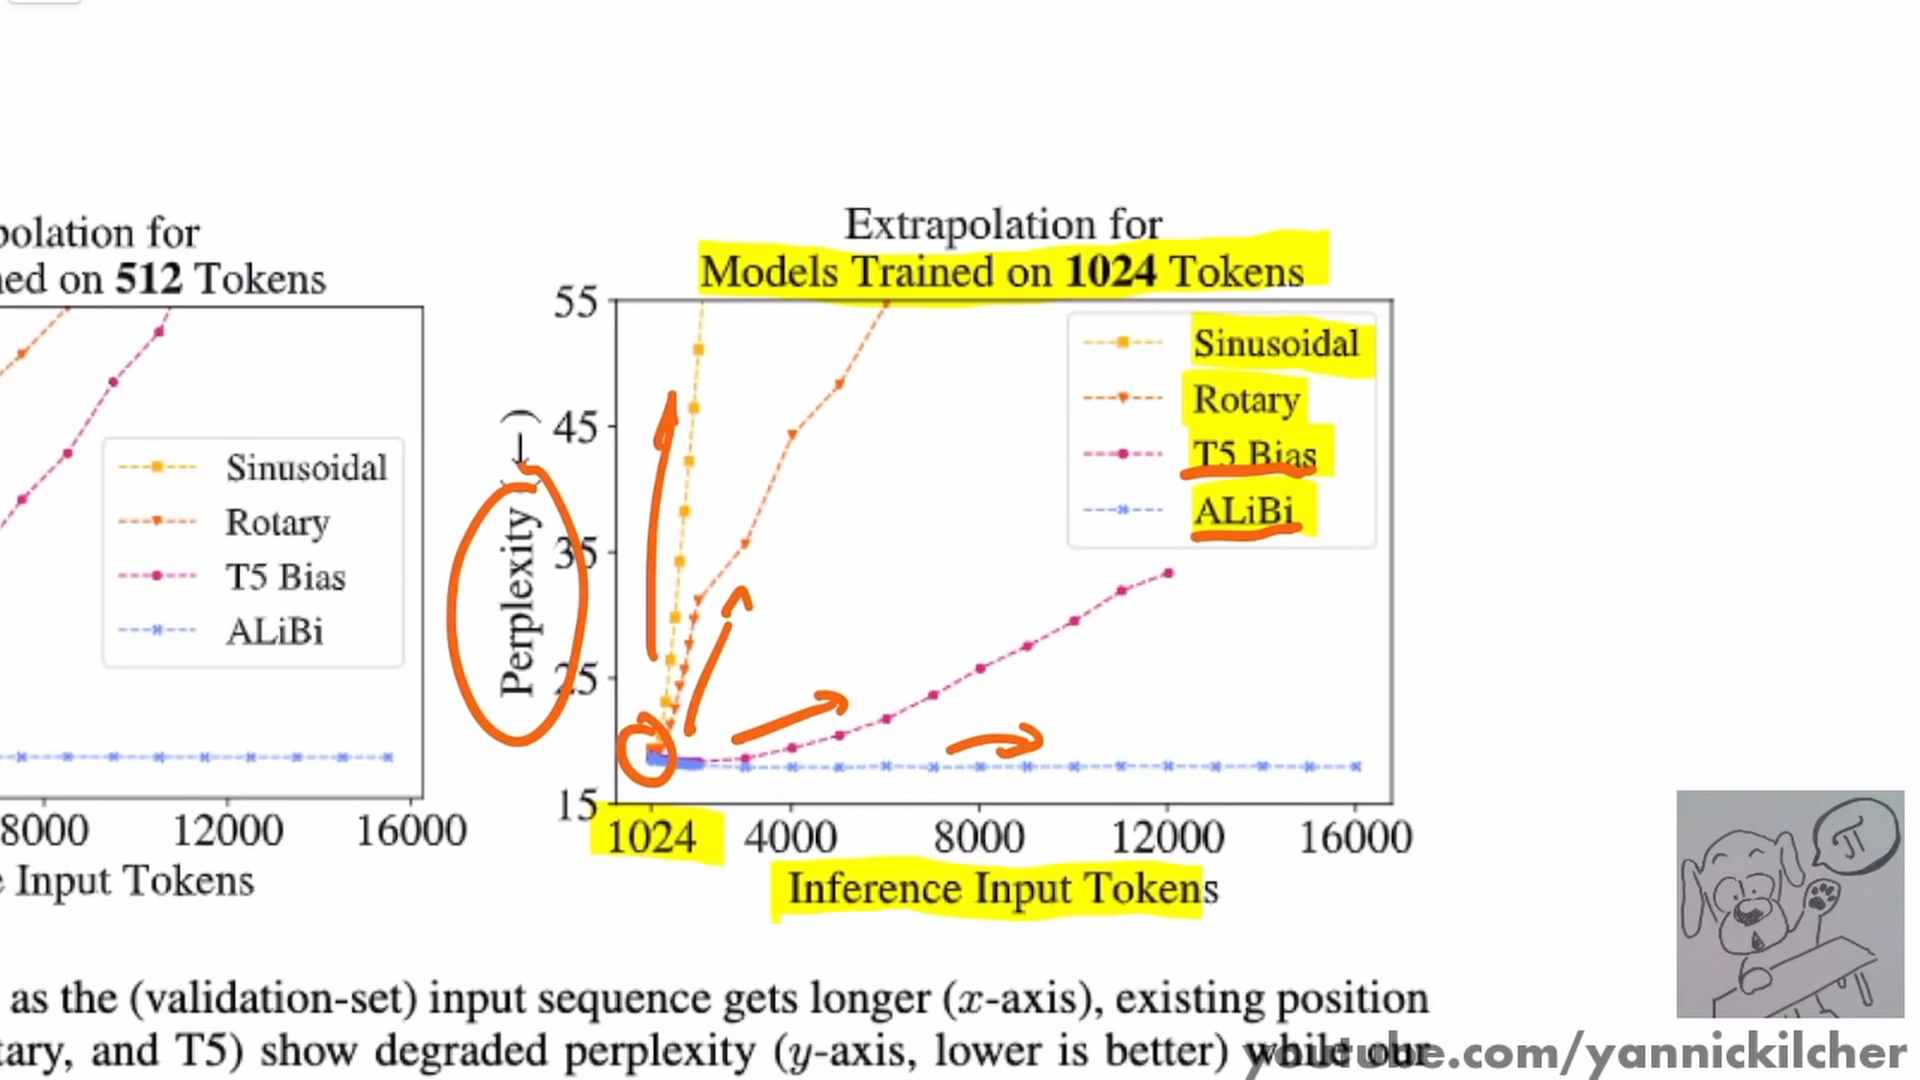 polation for
ned on 512 Tokens
Sinusoidal
Rotary
T5 Bias
ALiBi
8000 12000 16000
Input Tokens
Extrapolation for
Models Trained on 1024 Tokens
Perplexity (←)
55
45
35
25
15
Sinusoidal
Rotary
T5 Bias
ALiBi
1024 4000 8000 12000 16000
Inference Input Tokens
π
as the (validation-set) input sequence gets longer (x-axis), existing position
tary, and T5) show degraded perplexity (y-axis, lower is better) while our
youtube.com/yannickilcher